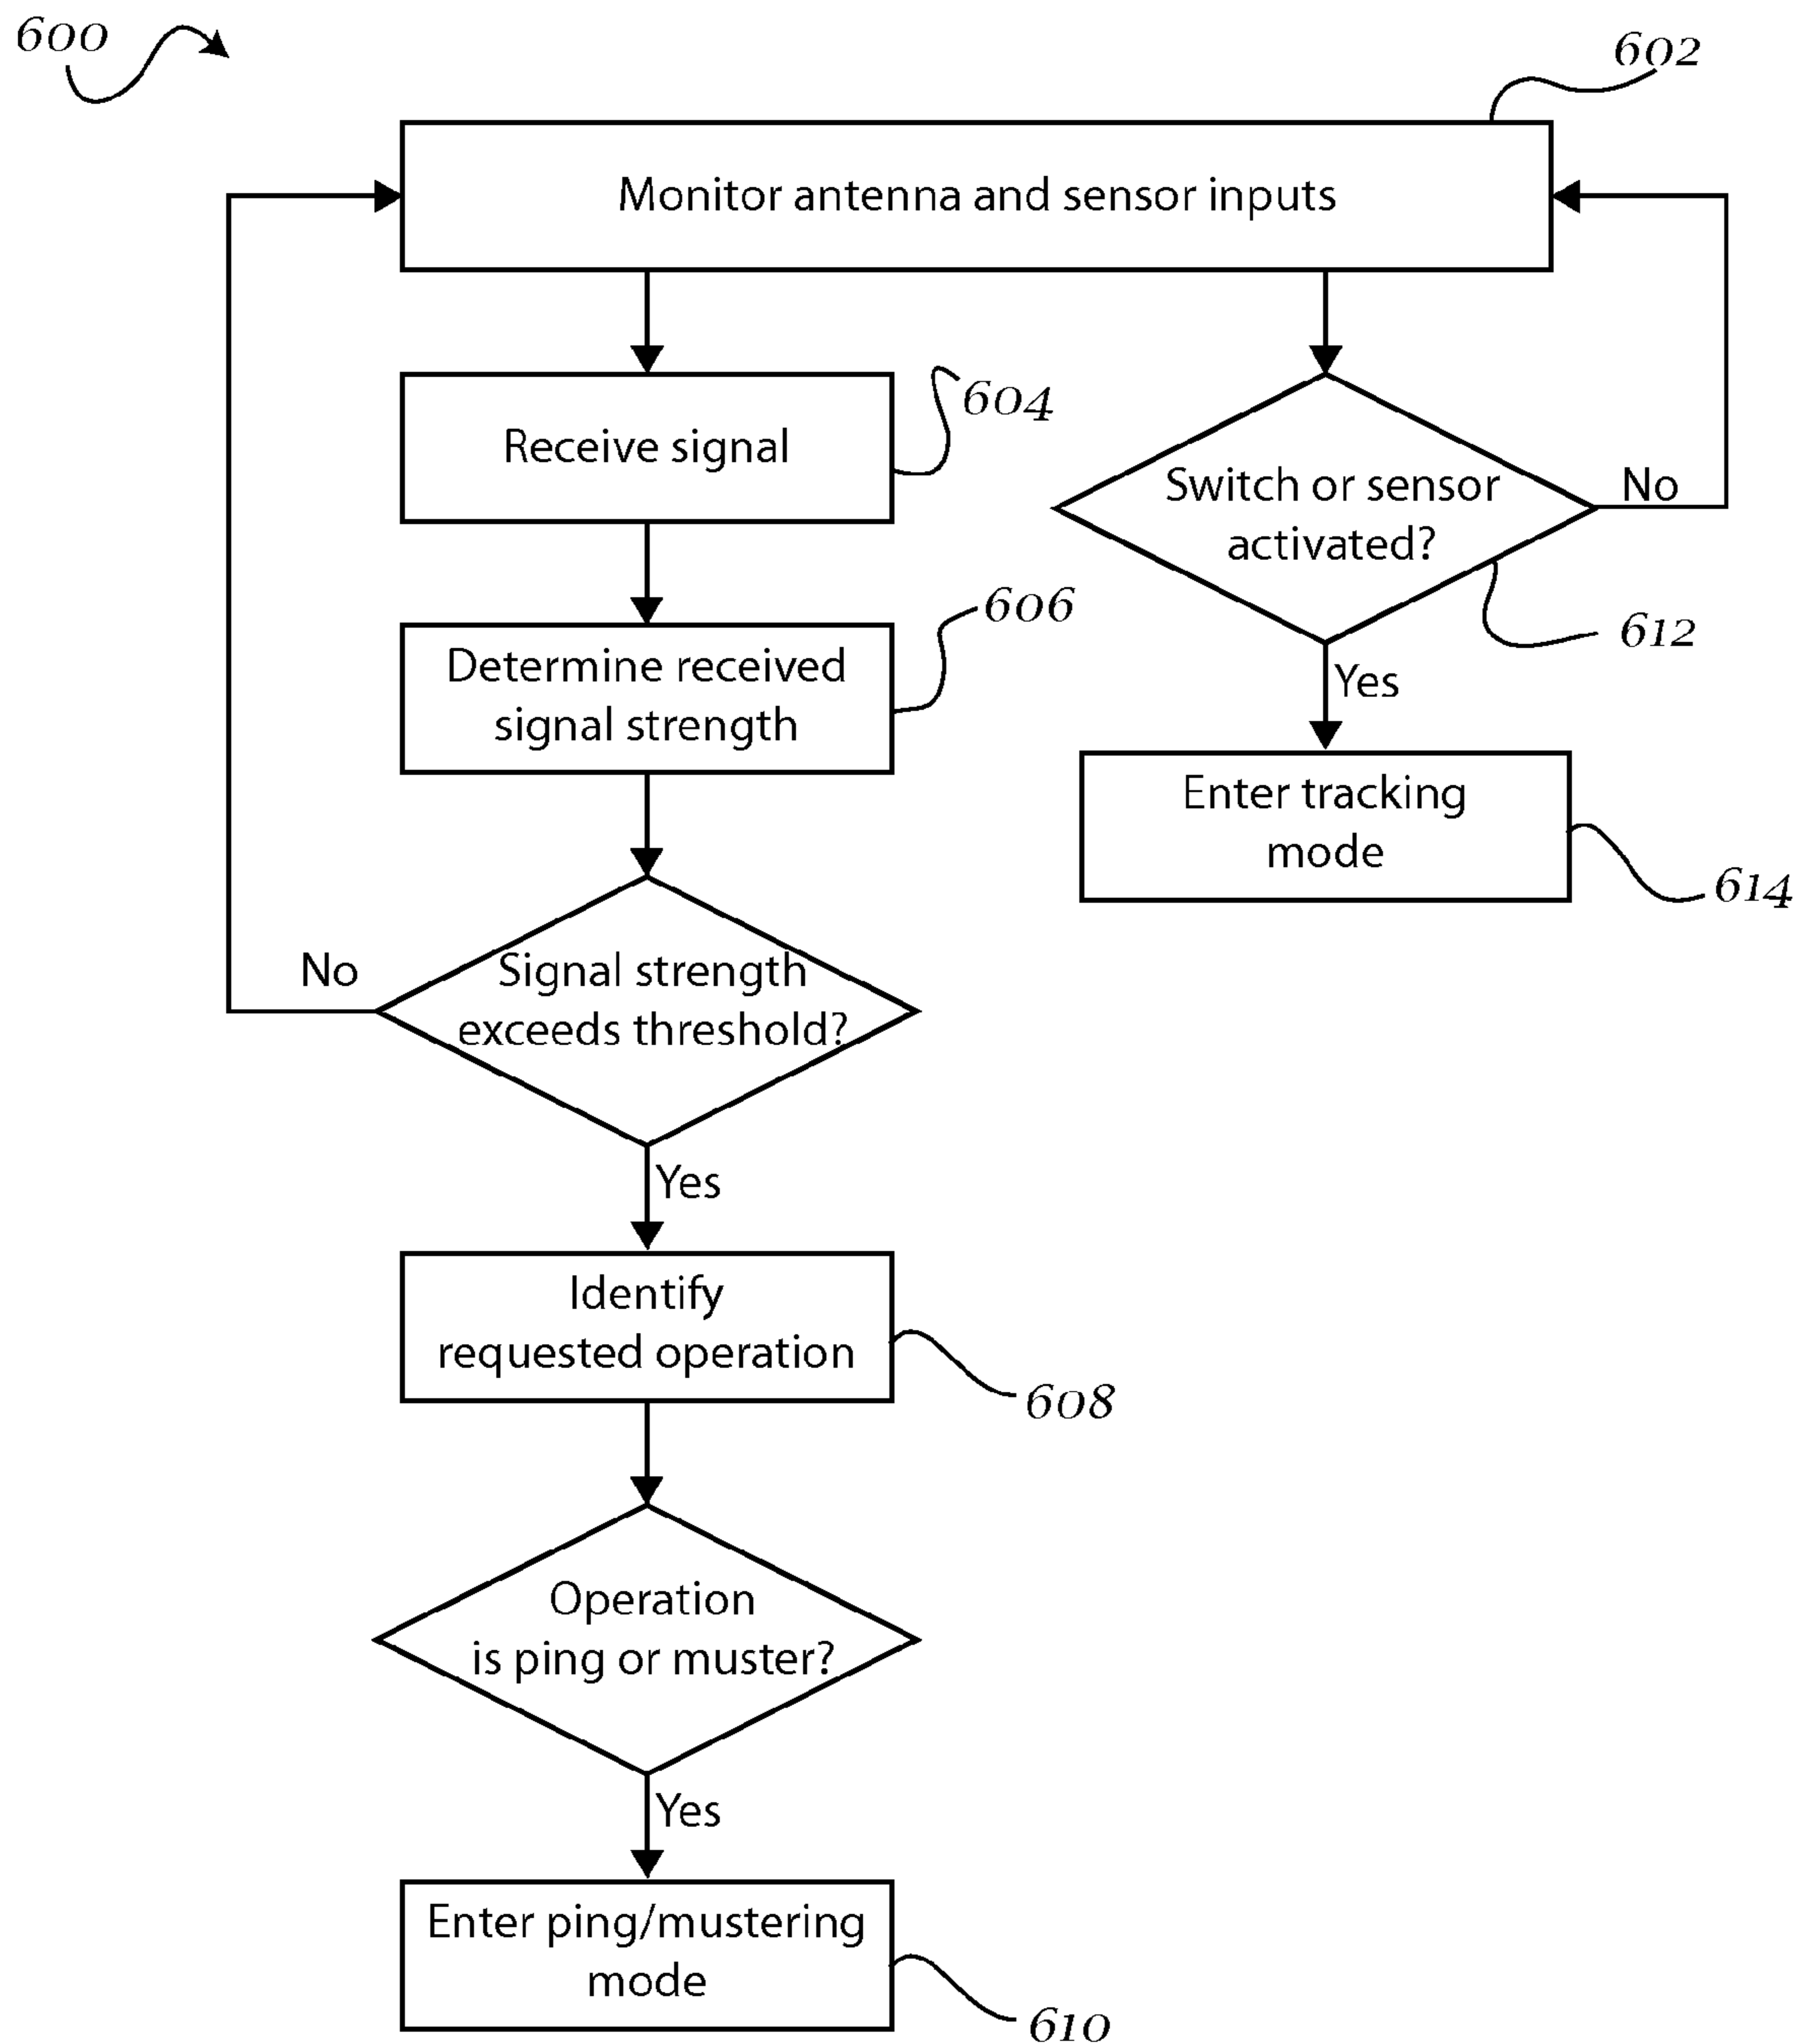 600
602
Monitor antenna and sensor inputs
Receive signal
604
Switch or sensor
activated?
No
612
Determine received
signal strength
606
Yes
Enter tracking
mode
614
Signal strength
exceeds threshold?
No
Yes
Identify
requested operation
608
Operation
is ping or muster?
Yes
Enter ping/mustering
mode
610